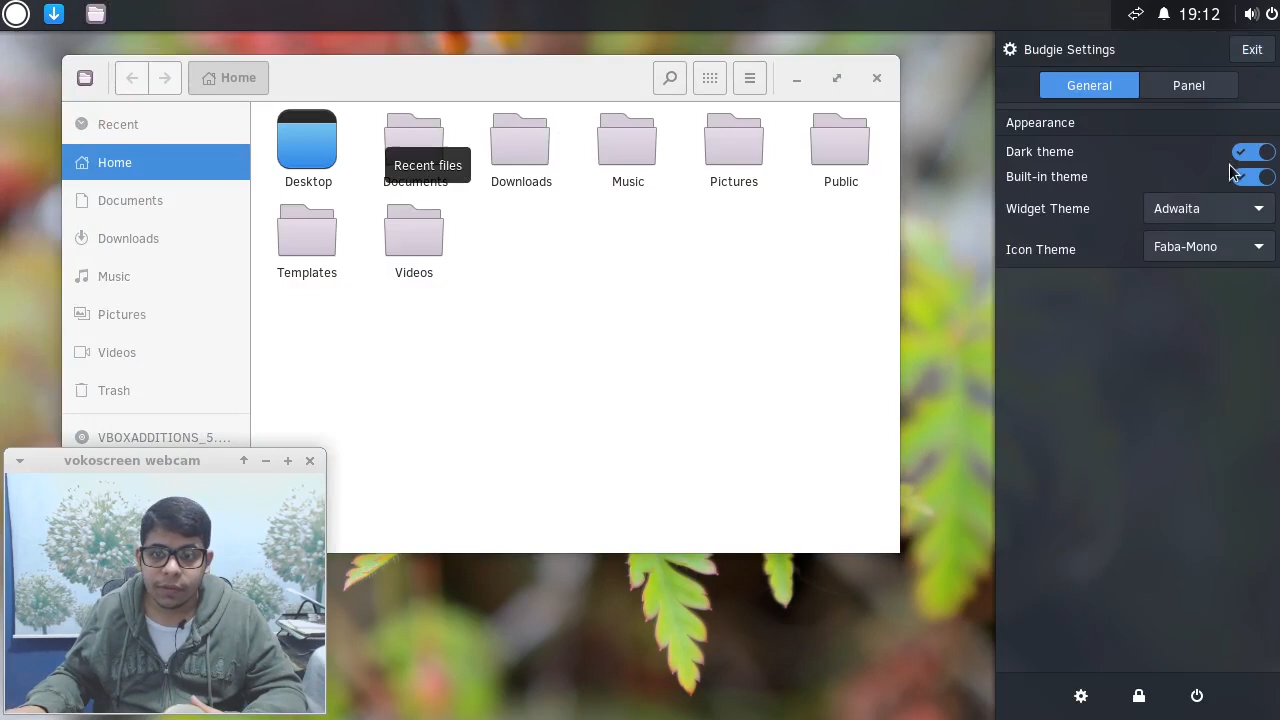 19:12
Home
Recent
Home
Documents
Downloads
Music
Pictures
Videos
Trash
VBOXADDITIONS_5....
Desktop
Documents
Downloads
Music
Pictures
Public
Recent files
Templates
Videos
vokoscreen webcam
Budgie Settings
Exit
General
Panel
Appearance
Dark theme
Built-in theme
Widget Theme
Adwaita
Icon Theme
Faba-Mono